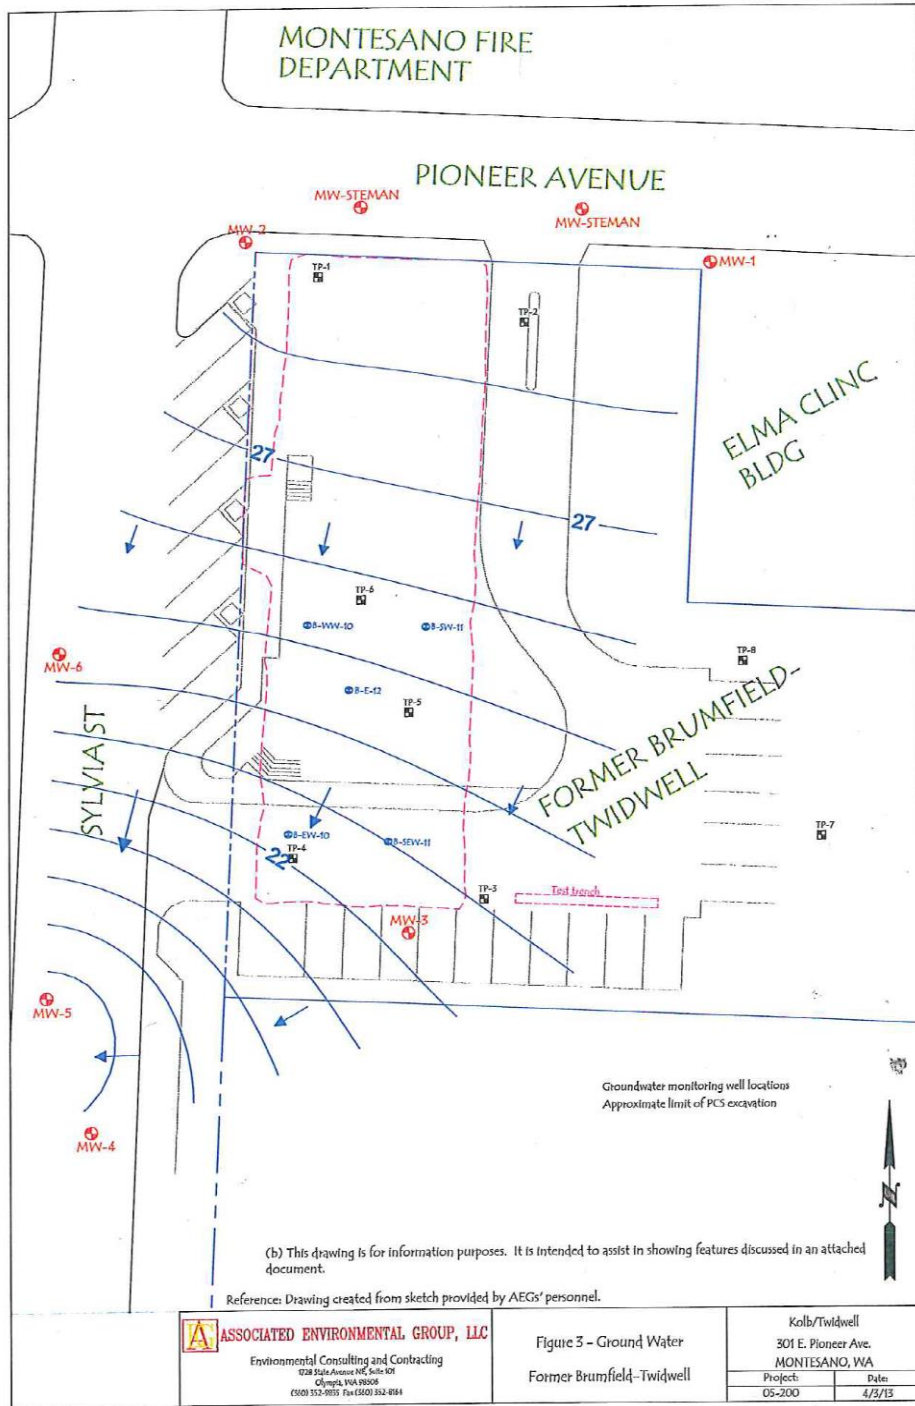 MONTESANO FIRE
DEPARTMENT
PIONEER AVENUE
MW-STEMAN
MW-STEMAN
MW-2
MW-1
TP-1
TP-2
ELMA CLINC
BLDG
27
27
TP-6
B-WW-10
B-SW-11
TP-8
MW-6
B-E-12
TP-5
FORMER BRUMFIELD-
TWIDWELL
SYLVIA ST
TP-7
B-EW-10
B-SEW-11
TP-4
22
TP-3
Test trench
MW-3
MW-5
MW-4
Groundwater monitoring well locations
Approximate limit of PCS excavation
N
(b) This drawing is for information purposes. It is intended to assist in showing features discussed in an attached
document.
Reference: Drawing created from sketch provided by AEGs' personnel.
AG
ASSOCIATED ENVIRONMENTAL GROUP, LLC
Environmental Consulting and Contracting
Olympia, WA 98506
Figure 3 - Ground Water
Former Brumfield-Twidwell
Kolb/Twidwell
301 E. Pioneer Ave.
MONTESANO, WA
Project:
Date:
05-200
4/3/13